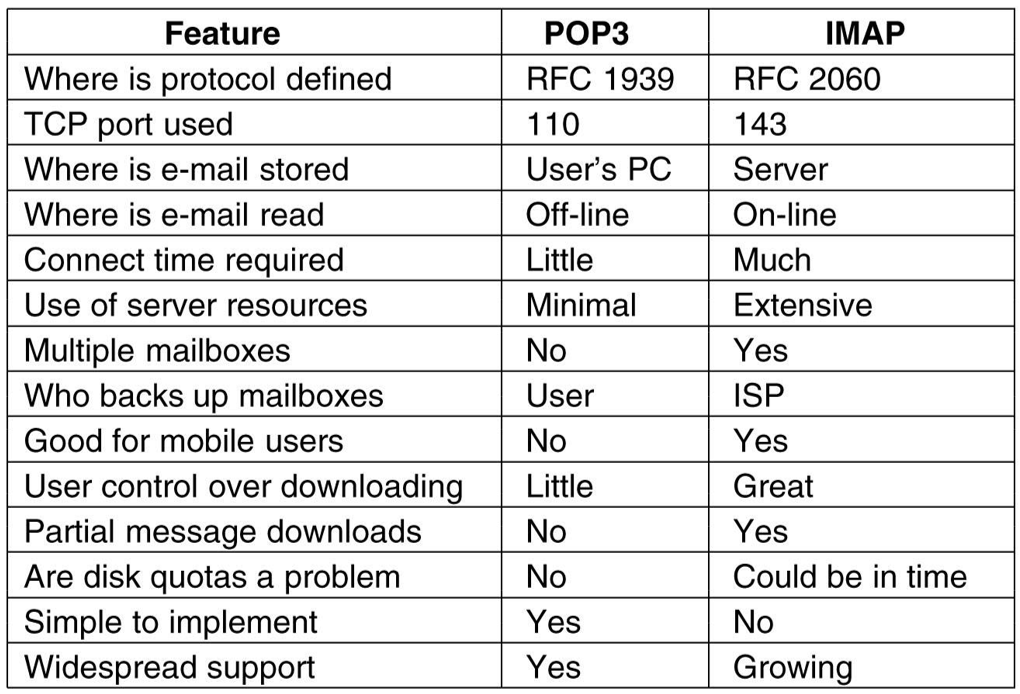 Feature POP3 IMAP
Where is protocol defined RFC 1939 RFC 2060
TCP port used 110 143
Where is e-mail stored User's PC Server
Where is e-mail read Off-line On-line
Connect time required Little Much
Use of server resources Minimal Extensive
Multiple mailboxes No Yes
Who backs up mailboxes User ISP
Good for mobile users No Yes
User control over downloading Little Great
Partial message downloads No Yes
Are disk quotas a problem No Could be in time
Simple to implement Yes No
Widespread support Yes Growing